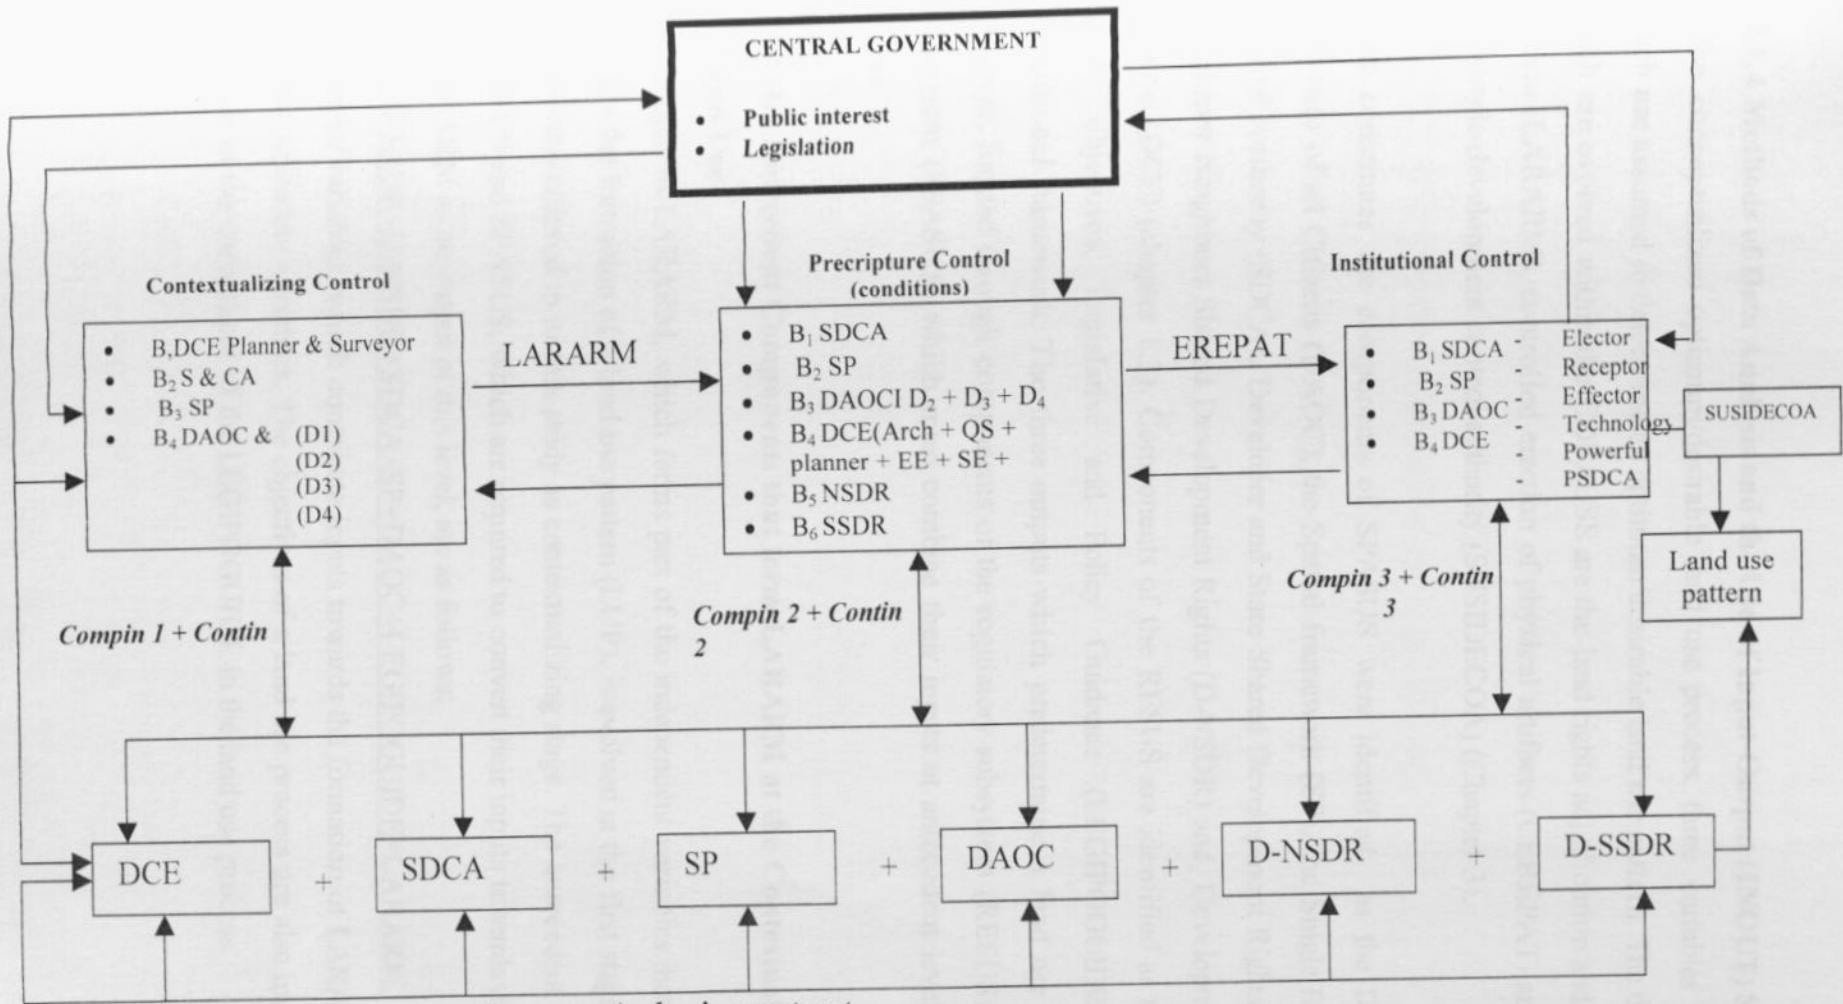 CENTRAL GOVERNMENT
• Public interest
• Legislation
Contextualizing Control
• B,DCE Planner & Surveyor
• B₂ S & CA
• B₃ SP
• B₄ DAOC & (D1)
(D2)
(D3)
(D4)
LARARM
Precripture Control
(conditions)
• B₁ SDCA
• B₂ SP
• B₃ DAOCI D₂ + D₃ + D₄
• B₄ DCE(Arch + QS +
planner + EE + SE +
• B₅ NSDR
• B₆ SSDR
EREPAT
Institutional Control
• B₁ SDCA
• B₂ SP
• B₃ DAOC
• B₄ DCE
- Elector
- Receptor
- Effector
- Technology
- Powerful
- PSDCA
SUSIDECOA
Land use
pattern
Compin 1 + Contin
Compin 2 + Contin
2
Compin 3 + Contin
3
DCE + SDCA + SP + DAOC + D-NSDR + D-SSDR